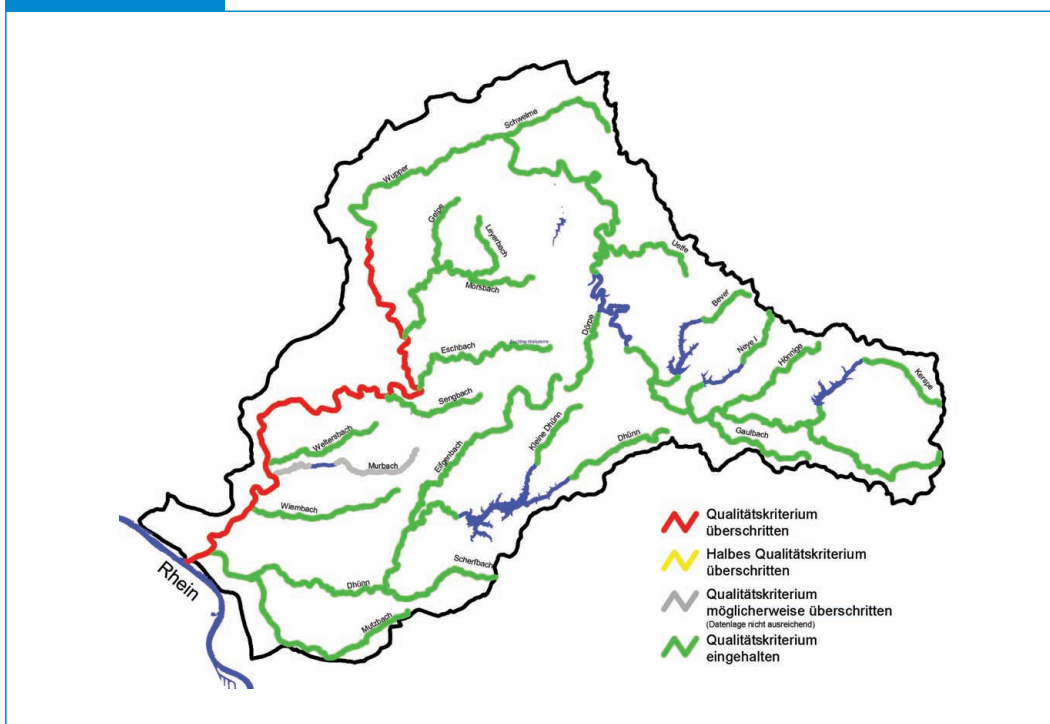 Schwelme
Wupper
Gelpe
Leyerbach
Morsbach
Uelfe
Bever
Neye I
Hönnige
Kerspe
Dörpe
Eschbach
Sengbach
Gaulbach
Weltersbach
Murbach
Eifgenbach
Kleine Dhünn
Dhünn
Wiembach
Scherfbach
Dhünn
Mutzbach
Rhein
Qualitätskriterium
überschritten
Halbes Qualitätskriterium
überschritten
Qualitätskriterium
möglicherweise überschritten
(Datenlage nicht ausreichend)
Qualitätskriterium
eingehalten